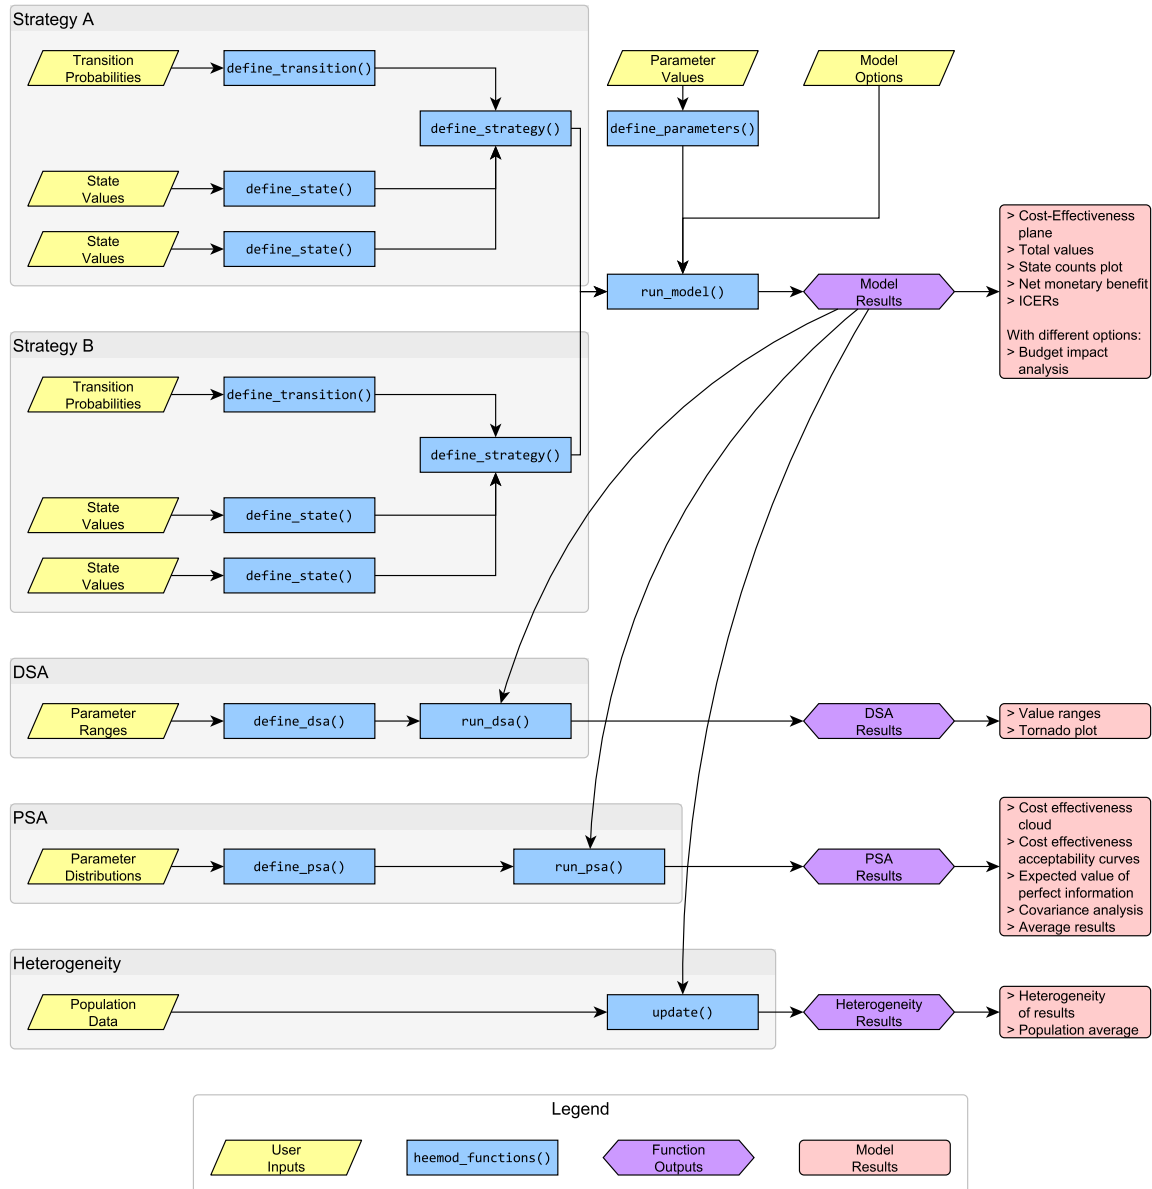 Strategy A
Transition
Probabilities
define_transition()
define_strategy()
State
Values
define_state()
State
Values
define_state()
Parameter
Values
define_parameters()
Model
Options
run_model()
Model
Results
> Cost-Effectiveness
plane
> Total values
> State counts plot
> Net monetary benefit
> ICERs
With different options:
> Budget impact
analysis
Strategy B
Transition
Probabilities
define_transition()
define_strategy()
State
Values
define_state()
State
Values
define_state()
DSA
Parameter
Ranges
define_dsa()
run_dsa()
DSA
Results
> Value ranges
> Tornado plot
PSA
Parameter
Distributions
define_psa()
run_psa()
PSA
Results
> Cost effectiveness
cloud
> Cost effectiveness
acceptability curves
> Expected value of
perfect information
> Covariance analysis
> Average results
Heterogeneity
Population
Data
update()
Heterogeneity
Results
> Heterogeneity
of results
> Population average
Legend
User
Inputs
heemod_functions()
Function
Outputs
Model
Results